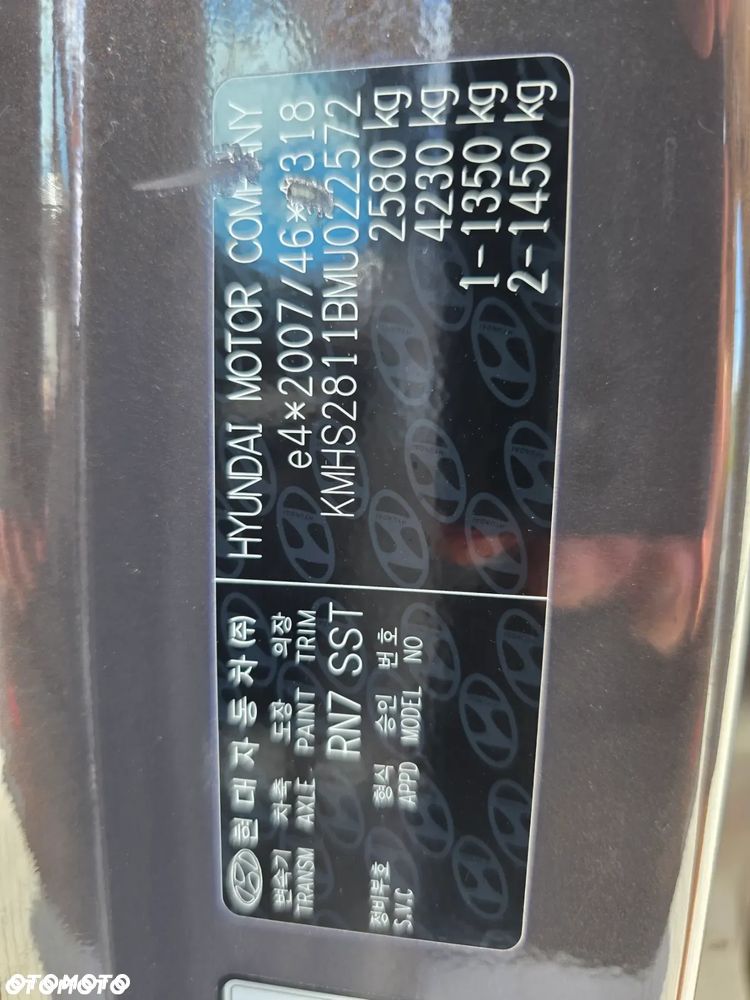 현대자동차(주)
변속기 차축 도장 의장
TRANSM AXLE. PAINT TRIM
RN7 SST
정비부호 형식 승인 번호
S.V.C APPD MODEL NO
HYUNDAI MOTOR COMPANY
e4*2007/46*1318
KMHS2811BMU022572
2580 kg
4230 kg
1-1350 kg
2-1450 kg
OTOMOTO